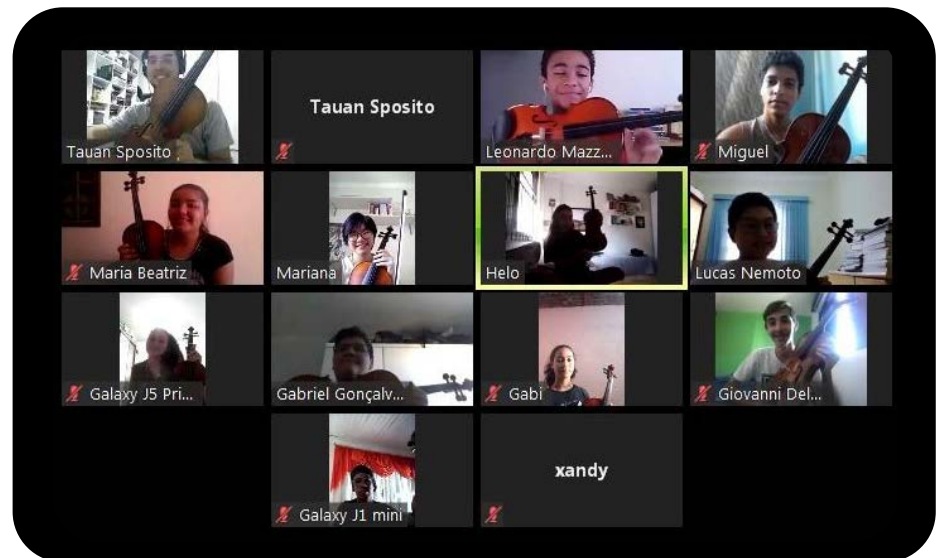 Tauan Sposito
Tauan Sposito
Leonardo Mazz...
Miguel
Maria Beatriz
Mariana
Helo
Lucas Nemoto
Galaxy J5 Pri...
Gabriel Gonçalv...
Gabi
Giovanni Del...
Galaxy J1 mini
xandy